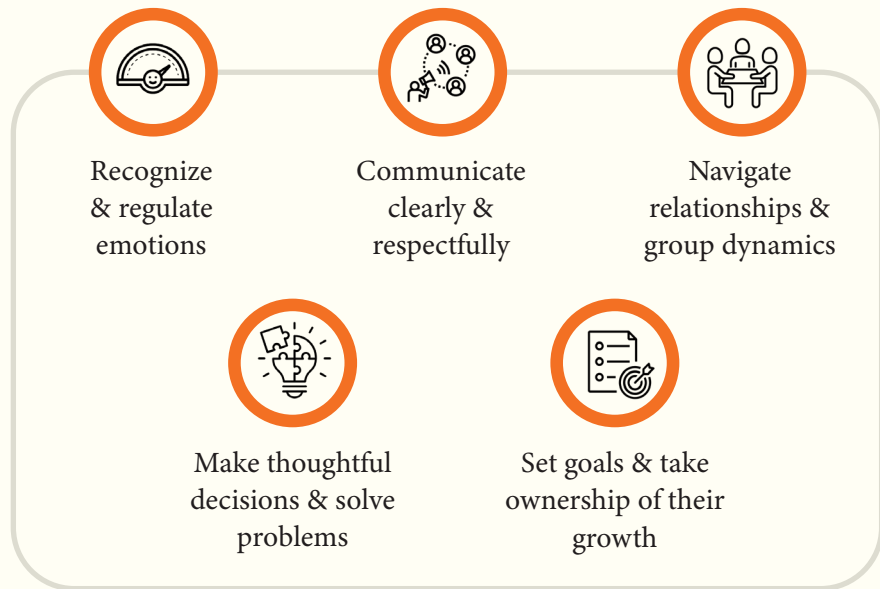 Recognize
& regulate
emotions
Communicate
clearly &
respectfully
Navigate
relationships &
group dynamics
Make thoughtful
decisions & solve
problems
Set goals & take
ownership of their
growth